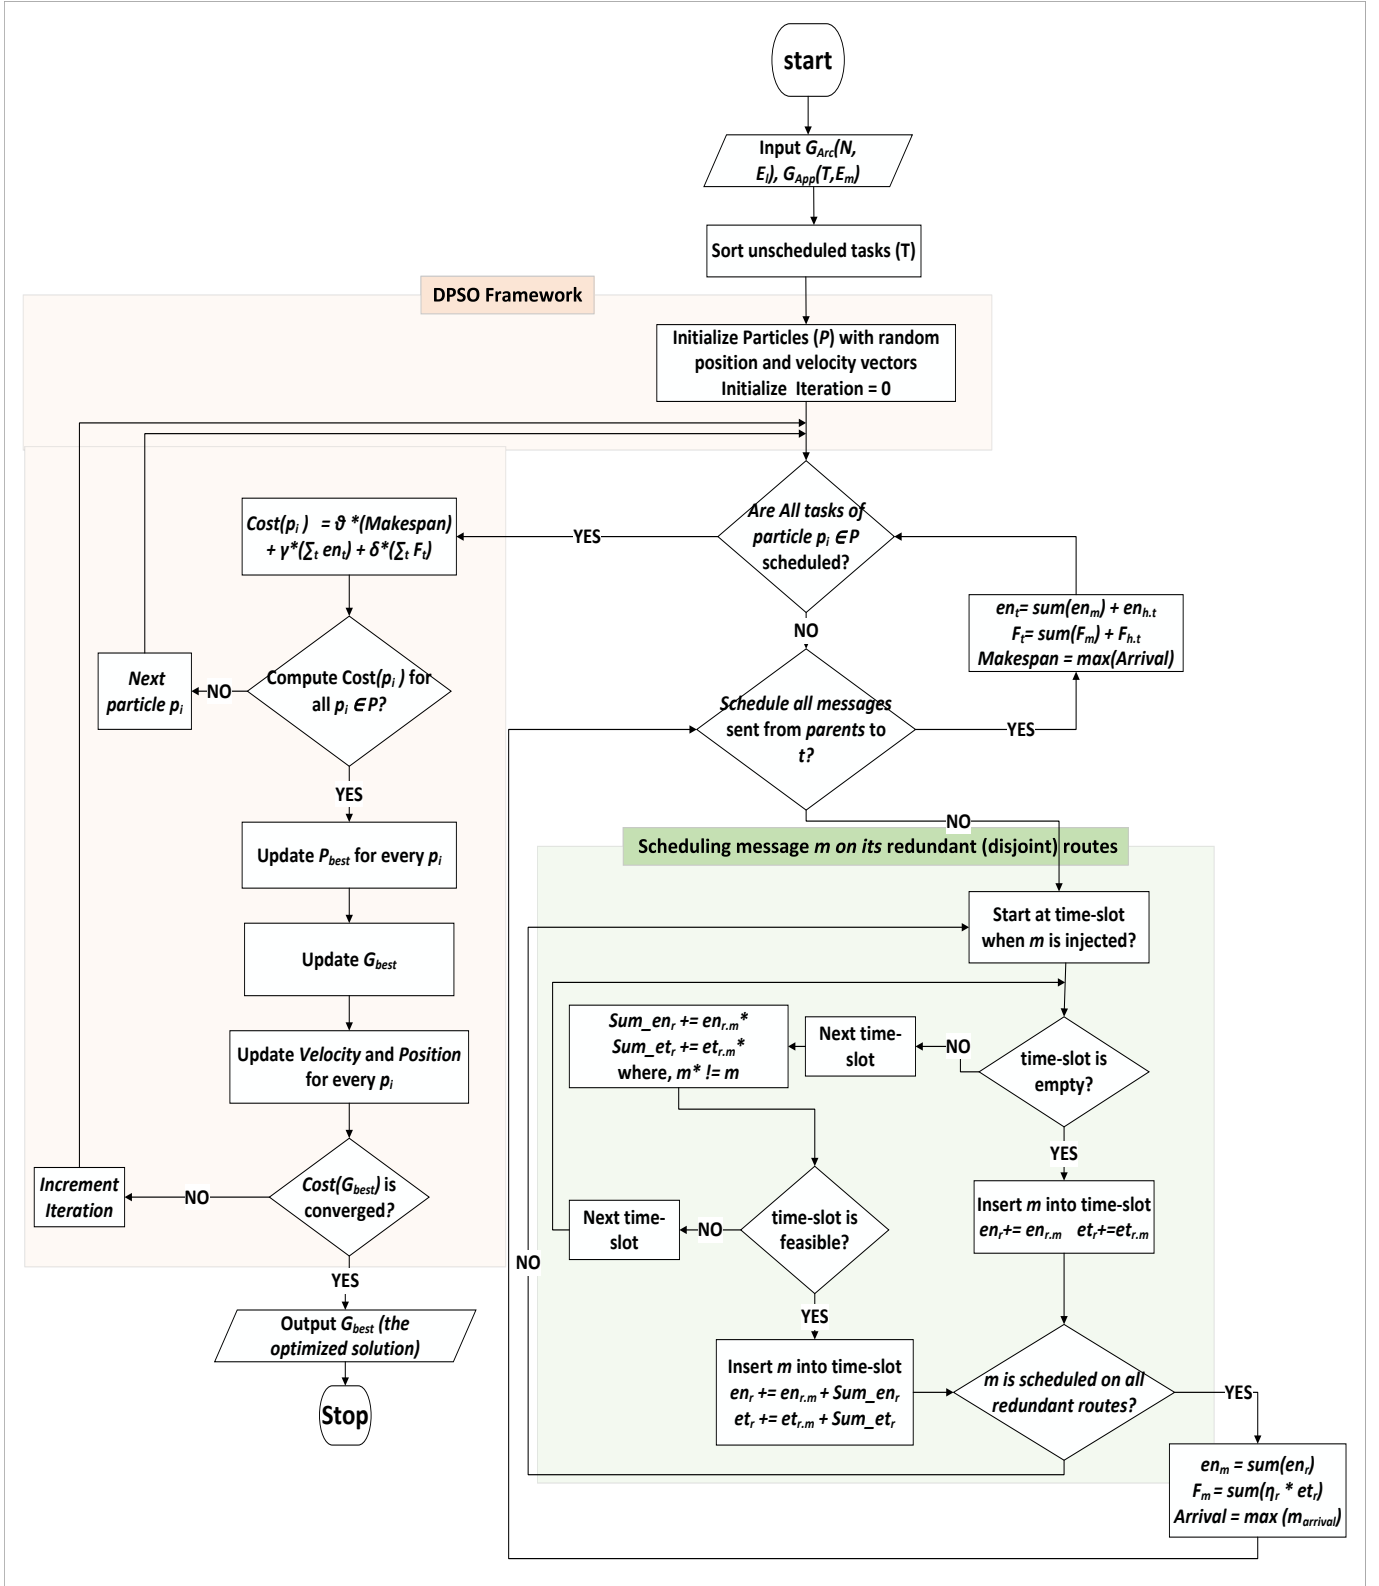 start
Input G_Arc(N,
E_l), G_App(T,E_m)
Sort unscheduled tasks (T)
DPSO Framework
Initialize Particles (P) with random
position and velocity vectors
Initialize Iteration = 0
Are All tasks of
particle p_i ∈ P
scheduled?
YES
NO
Cost(p_i ) = ϑ *(Makespan)
+ γ*(∑_t en_t) + δ*(∑_t F_t)
Compute Cost(p_i ) for
all p_i ∈ P?
NO
Next
particle p_i
YES
Update P_best for every p_i
Update G_best
Update Velocity and Position
for every p_i
Cost(G_best) is
converged?
NO
Increment
Iteration
YES
Output G_best (the
optimized solution)
Stop
en_t= sum(en_m) + en_h.t
F_t= sum(F_m) + F_h.t
Makespan = max(Arrival)
Schedule all messages
sent from parents to
t?
YES
NO
Scheduling message m on its redundant (disjoint) routes
Start at time-slot
when m is injected?
time-slot is
empty?
NO
Next time-
slot
Sum_en_r += en_r.m*
Sum_et_r += et_r.m*
where, m* != m
YES
Insert m into time-slot
en_r+= en_r.m et_r+=et_r.m
time-slot is
feasible?
NO
Next time-
slot
YES
Insert m into time-slot
en_r += en_r.m + Sum_en_r
et_r += et_r.m + Sum_et_r
m is scheduled on all
redundant routes?
NO
YES
en_m = sum(en_r)
F_m = sum(η_r * et_r)
Arrival = max (m_arrival)